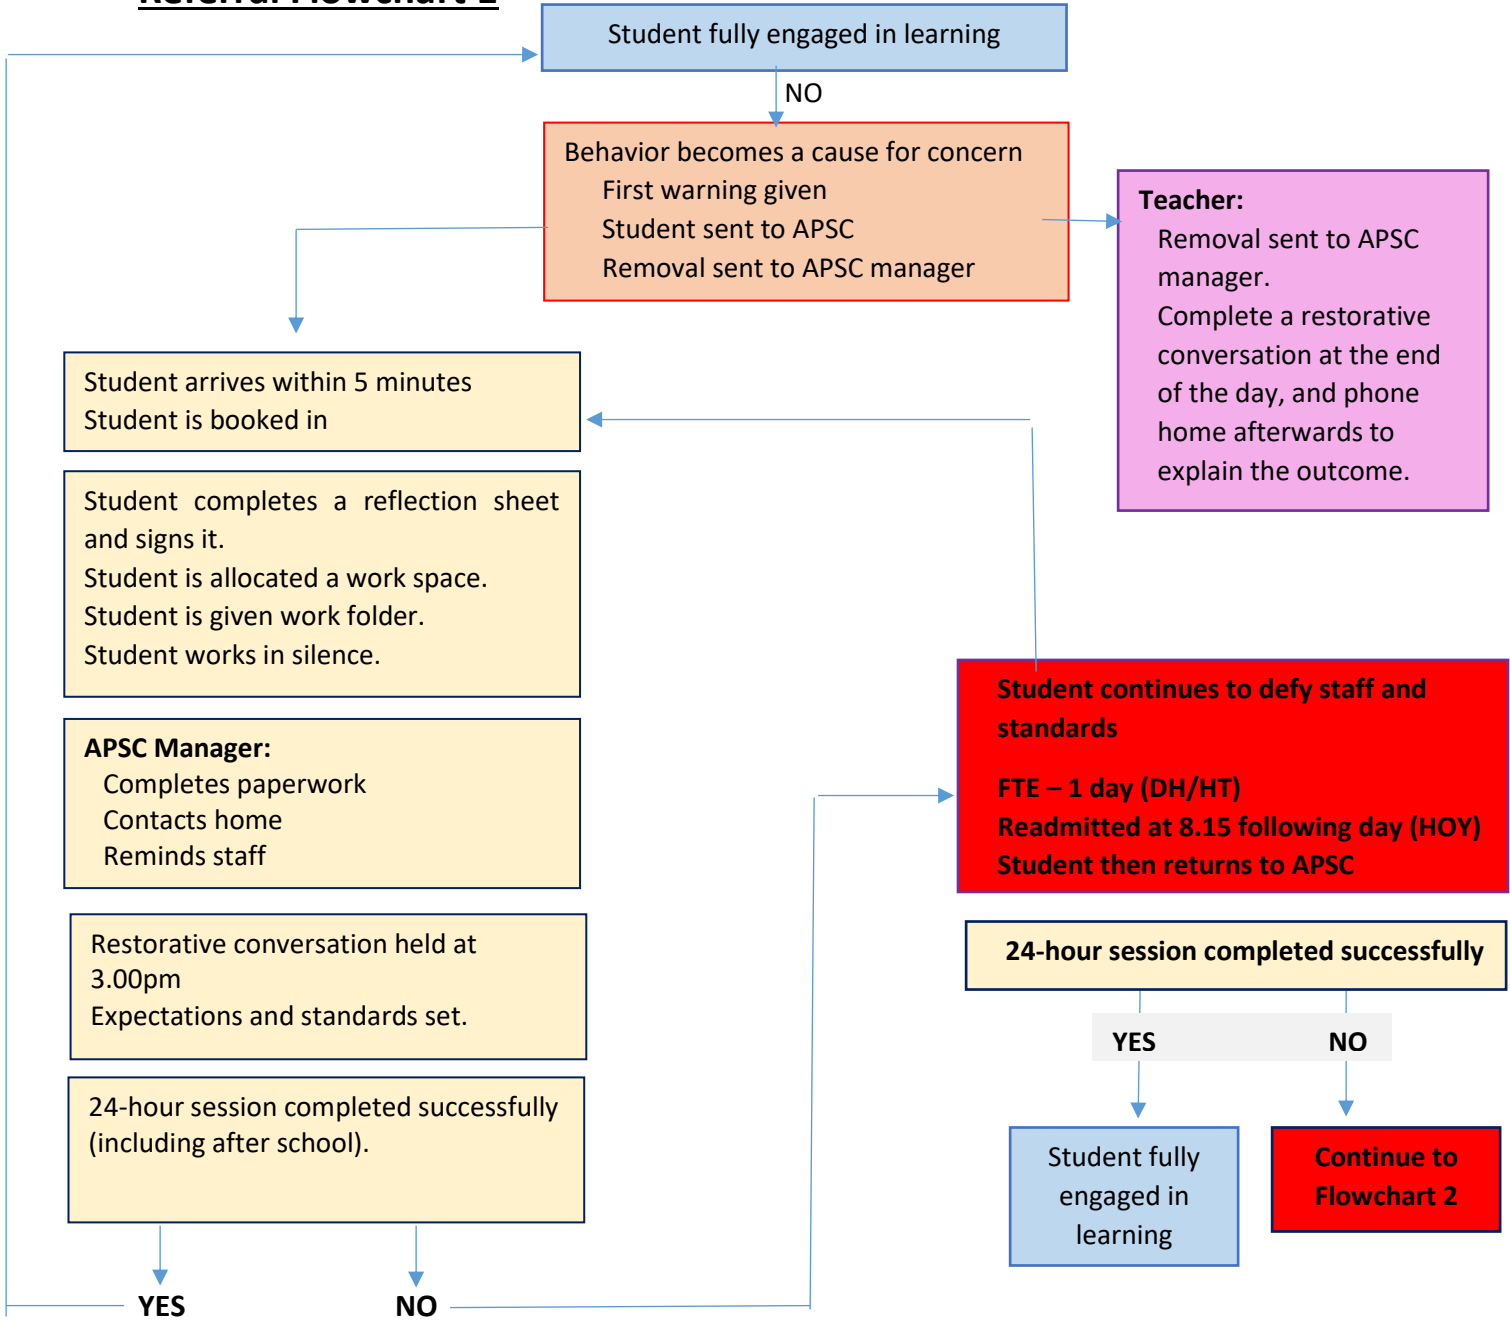 Referral Flowchart 1
Student fully engaged in learning
NO
Behavior becomes a cause for concern
First warning given
Student sent to APSC
Removal sent to APSC manager
Teacher:
Removal sent to APSC
manager.
Complete a restorative
conversation at the end
of the day, and phone
home afterwards to
explain the outcome.
Student arrives within 5 minutes
Student is booked in
Student completes a reflection sheet
and signs it.
Student is allocated a work space.
Student is given work folder.
Student works in silence.
APSC Manager:
Completes paperwork
Contacts home
Reminds staff
Restorative conversation held at
3.00pm
Expectations and standards set.
24-hour session completed successfully
(including after school).
YES
NO
Student continues to defy staff and
standards
FTE – 1 day (DH/HT)
Readmitted at 8.15 following day (HOY)
Student then returns to APSC
24-hour session completed successfully
YES
NO
Student fully
engaged in
learning
Continue to
Flowchart 2